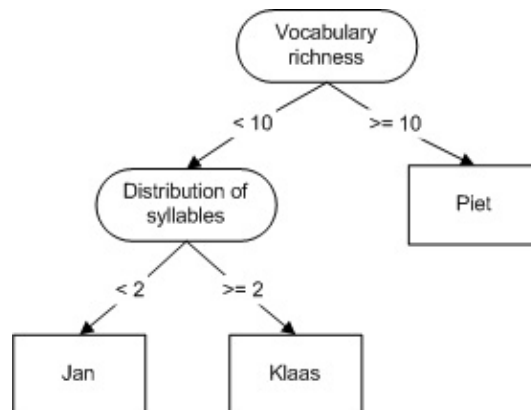 Vocabulary
richness
< 10
>= 10
Distribution of
syllables
Piet
< 2
>= 2
Jan
Klaas